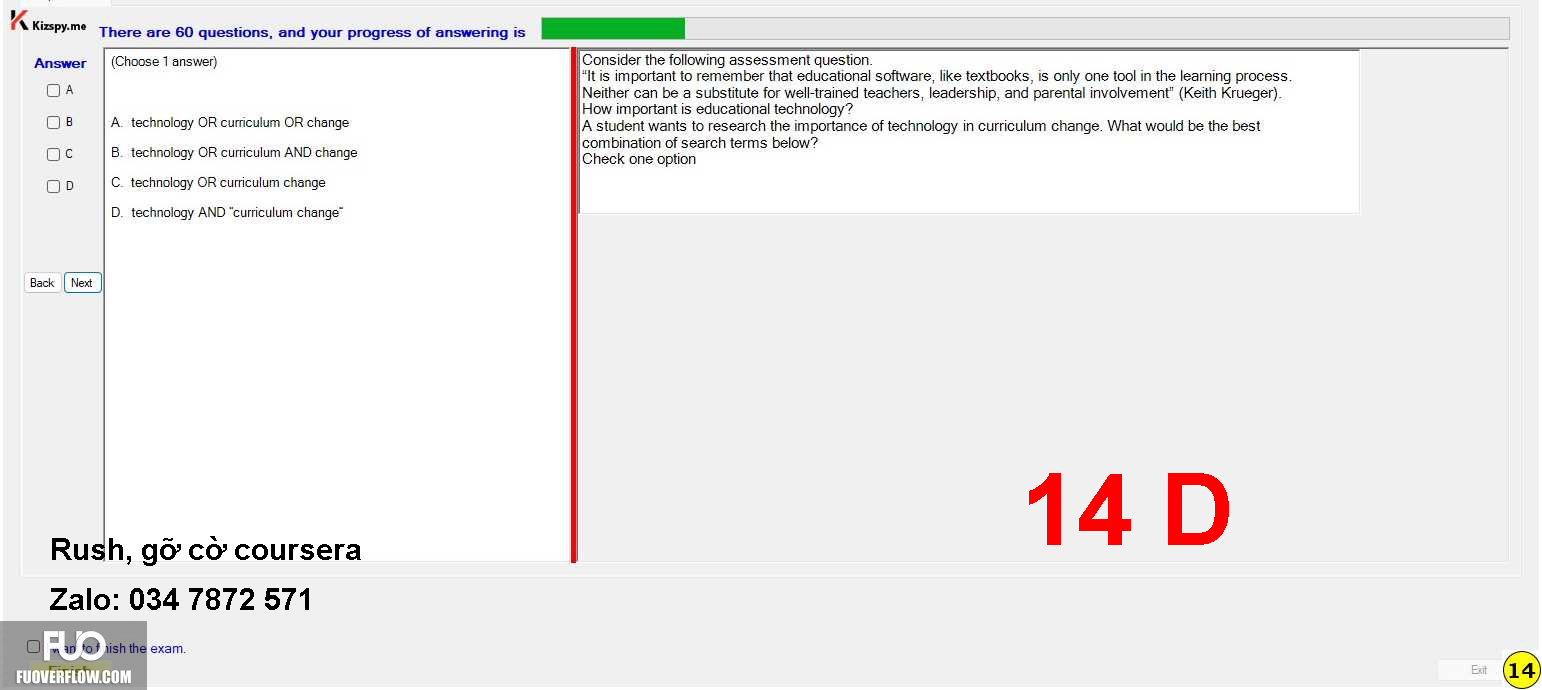 Kizspy.me
There are 60 questions, and your progress of answering is
Answer
A
B
C
D
Back
Next
(Choose 1 answer)
A. technology OR curriculum OR change
B. technology OR curriculum AND change
C. technology OR curriculum change
D. technology AND "curriculum change"
Consider the following assessment question.
“It is important to remember that educational software, like textbooks, is only one tool in the learning process.
Neither can be a substitute for well-trained teachers, leadership, and parental involvement” (Keith Krueger).
How important is educational technology?
A student wants to research the importance of technology in curriculum change. What would be the best
combination of search terms below?
Check one option
14 D
Rush, gỡ cờ coursera
Zalo: 034 7872 571
FUO
want to finish the exam.
Finish
FUOVERFLOW.COM
Exit
14